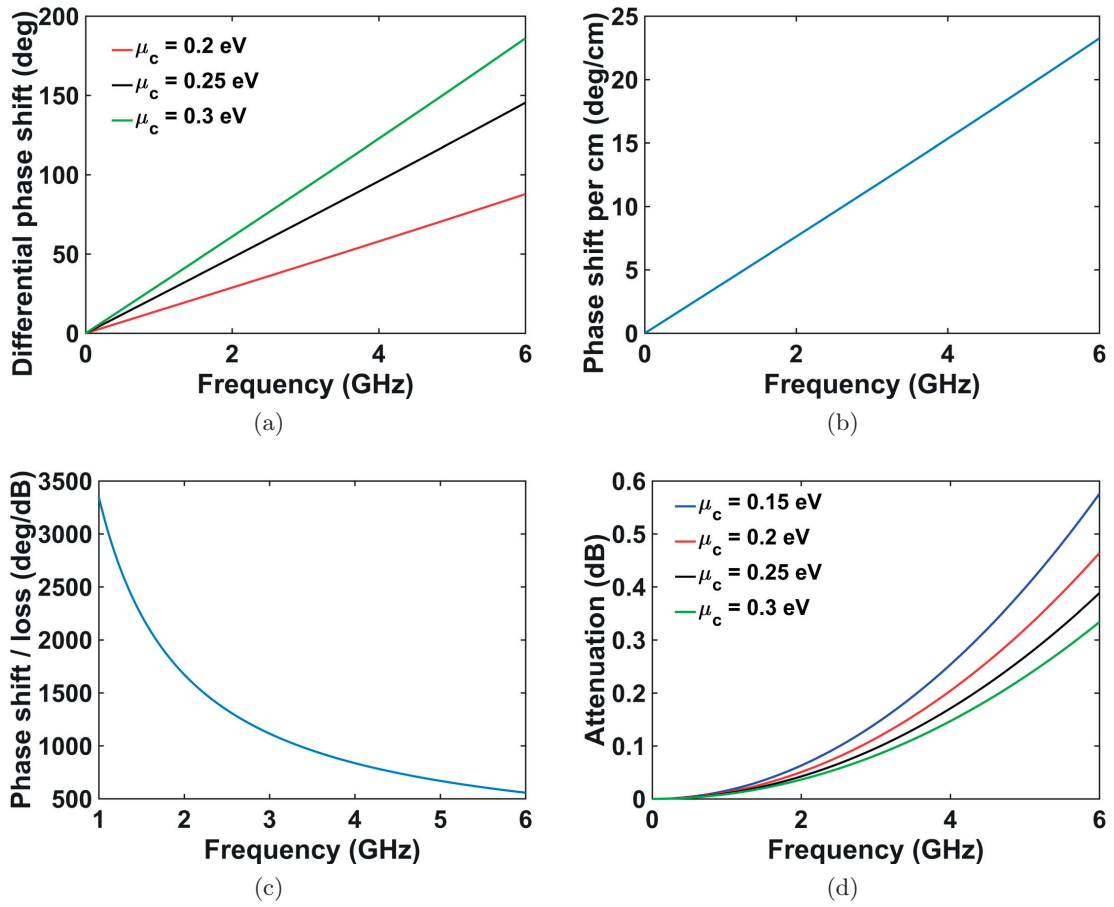 Differential phase shift (deg)
200
150
100
50
0
μc = 0.2 eV
μc = 0.25 eV
μc = 0.3 eV
0 2 4 6
Frequency (GHz)
(a)
Phase shift per cm (deg/cm)
25
20
15
10
5
0
0 2 4 6
Frequency (GHz)
(b)
Phase shift / loss (deg/dB)
3500
3000
2500
2000
1500
1000
500
1 2 3 4 5 6
Frequency (GHz)
(c)
Attenuation (dB)
0.6
0.5
0.4
0.3
0.2
0.1
0
μc = 0.15 eV
μc = 0.2 eV
μc = 0.25 eV
μc = 0.3 eV
0 2 4 6
Frequency (GHz)
(d)